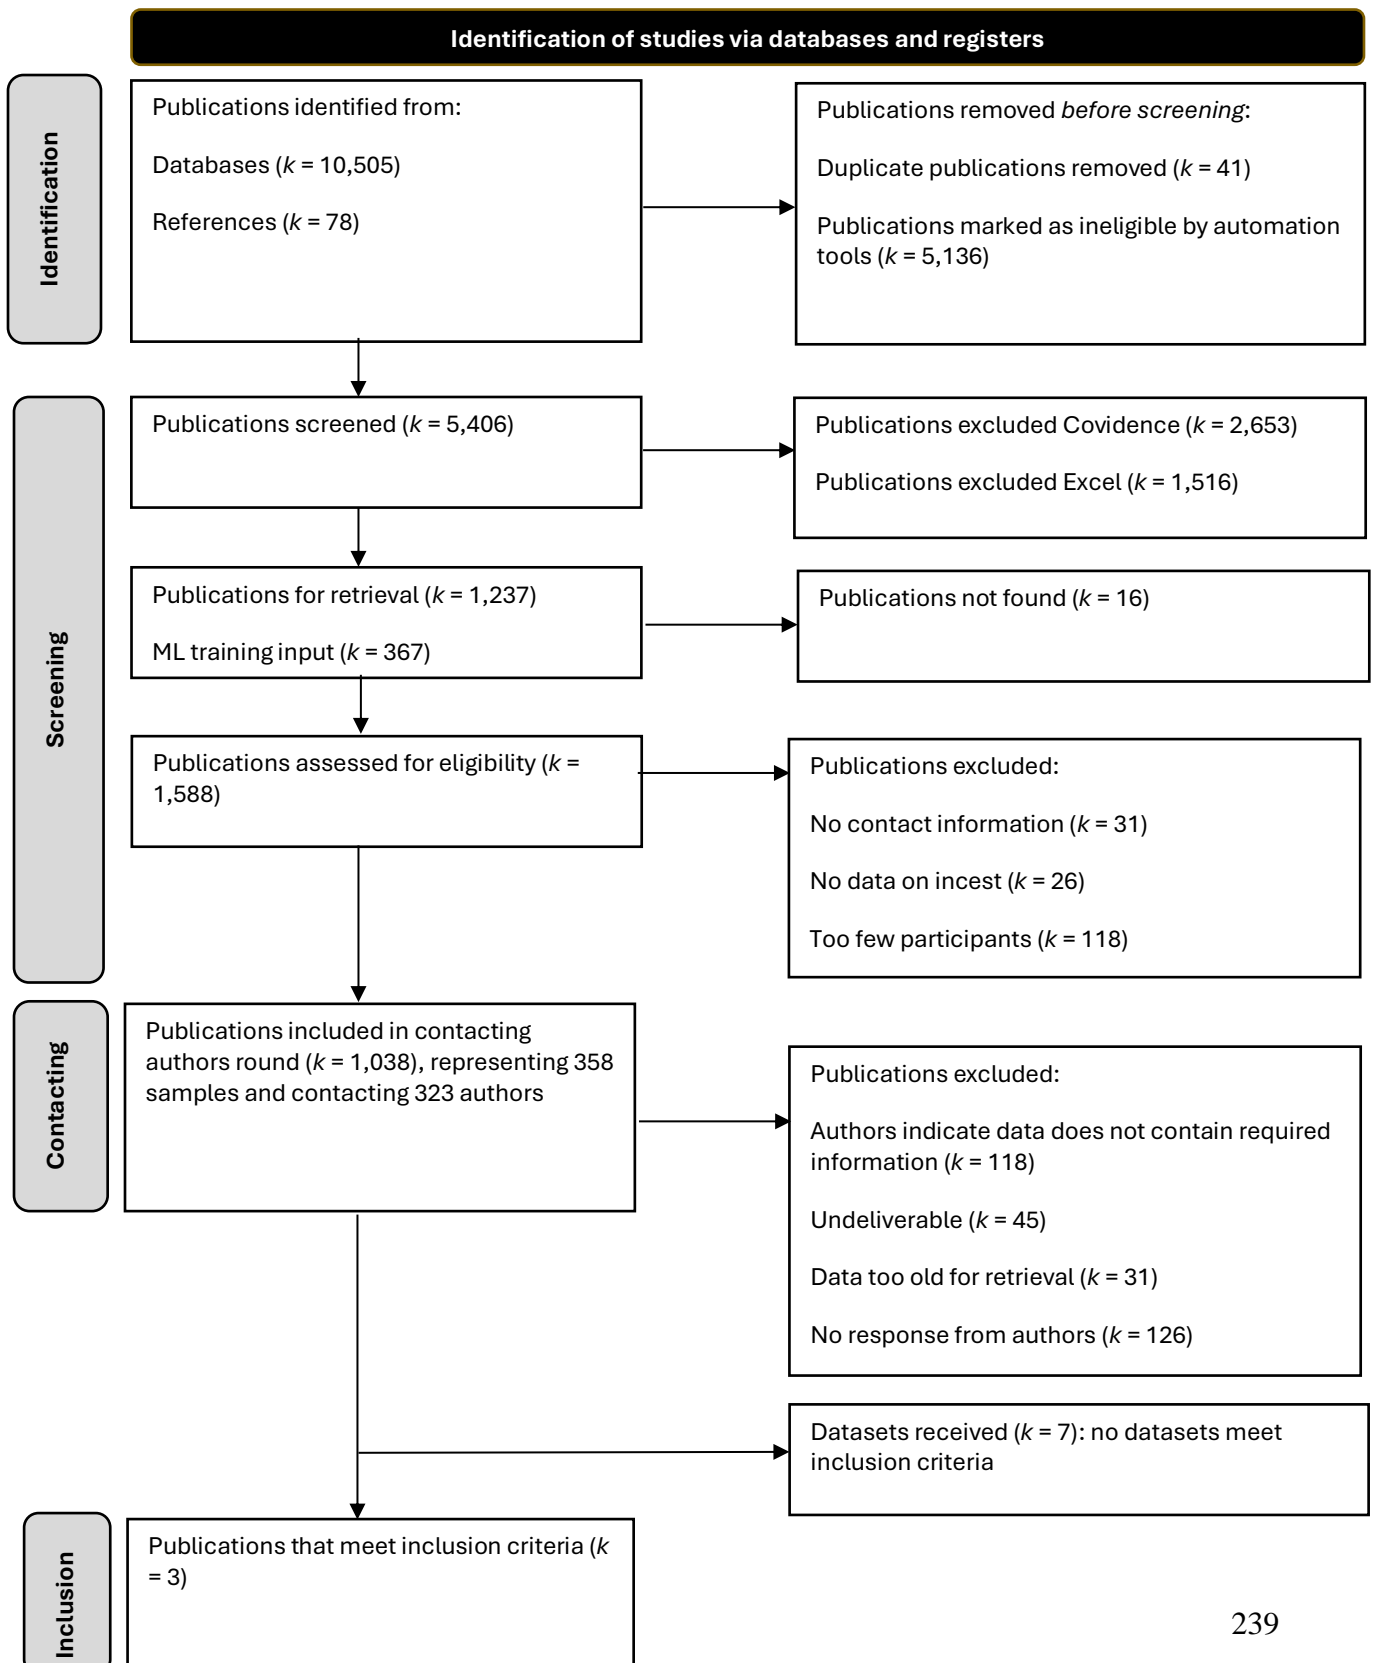 Identification of studies via databases and registers
Identification
Publications identified from:
Databases (k = 10,505)
References (k = 78)
Publications removed before screening:
Duplicate publications removed (k = 41)
Publications marked as ineligible by automation
tools (k = 5,136)
Screening
Publications screened (k = 5,406)
Publications excluded Covidence (k = 2,653)
Publications excluded Excel (k = 1,516)
Publications for retrieval (k = 1,237)
ML training input (k = 367)
Publications not found (k = 16)
Publications assessed for eligibility (k =
1,588)
Publications excluded:
No contact information (k = 31)
No data on incest (k = 26)
Too few participants (k = 118)
Contacting
Publications included in contacting
authors round (k = 1,038), representing 358
samples and contacting 323 authors
Publications excluded:
Authors indicate data does not contain required
information (k = 118)
Undeliverable (k = 45)
Data too old for retrieval (k = 31)
No response from authors (k = 126)
Datasets received (k = 7): no datasets meet
inclusion criteria
Inclusion
Publications that meet inclusion criteria (k
= 3)
239